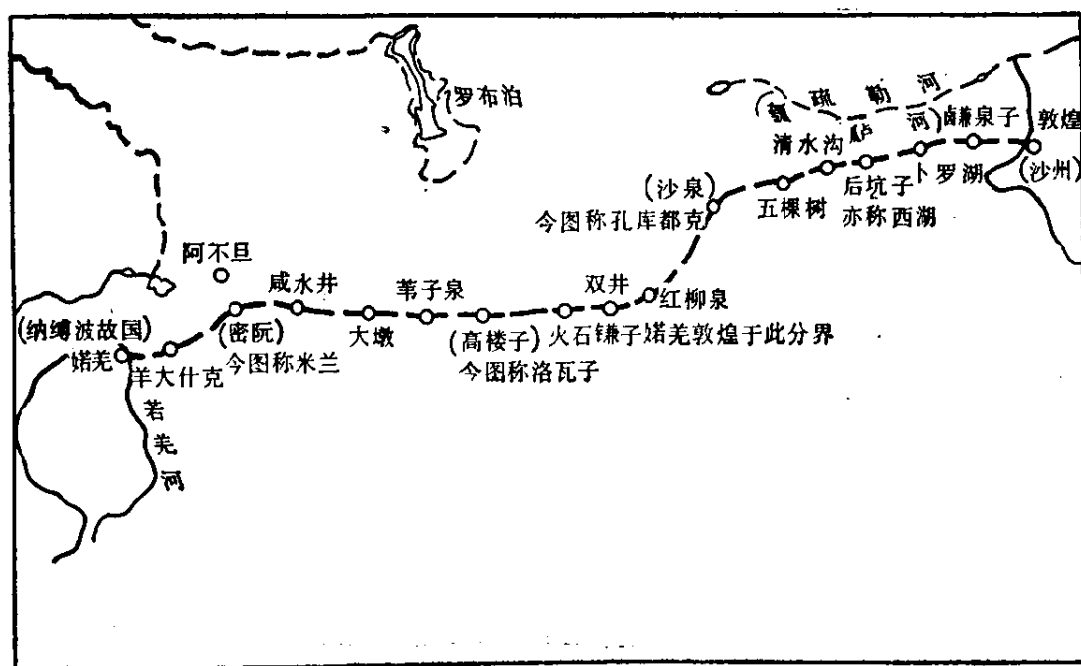 罗布泊
疏勒河
河)
清水沟
卤兼泉子
敦煌
(沙州)
卜罗湖
后坑子
亦称西湖
五棵树
(沙泉)
今图称孔库都克
红柳泉
双井
火石镰子
婼羌敦煌于此分界
(高楼子)
今图称洛瓦子
苇子泉
大墩
咸水井
阿不旦
(密阮)
今图称米兰
(纳缚波故国)
婼羌
羊大什克
若羌河